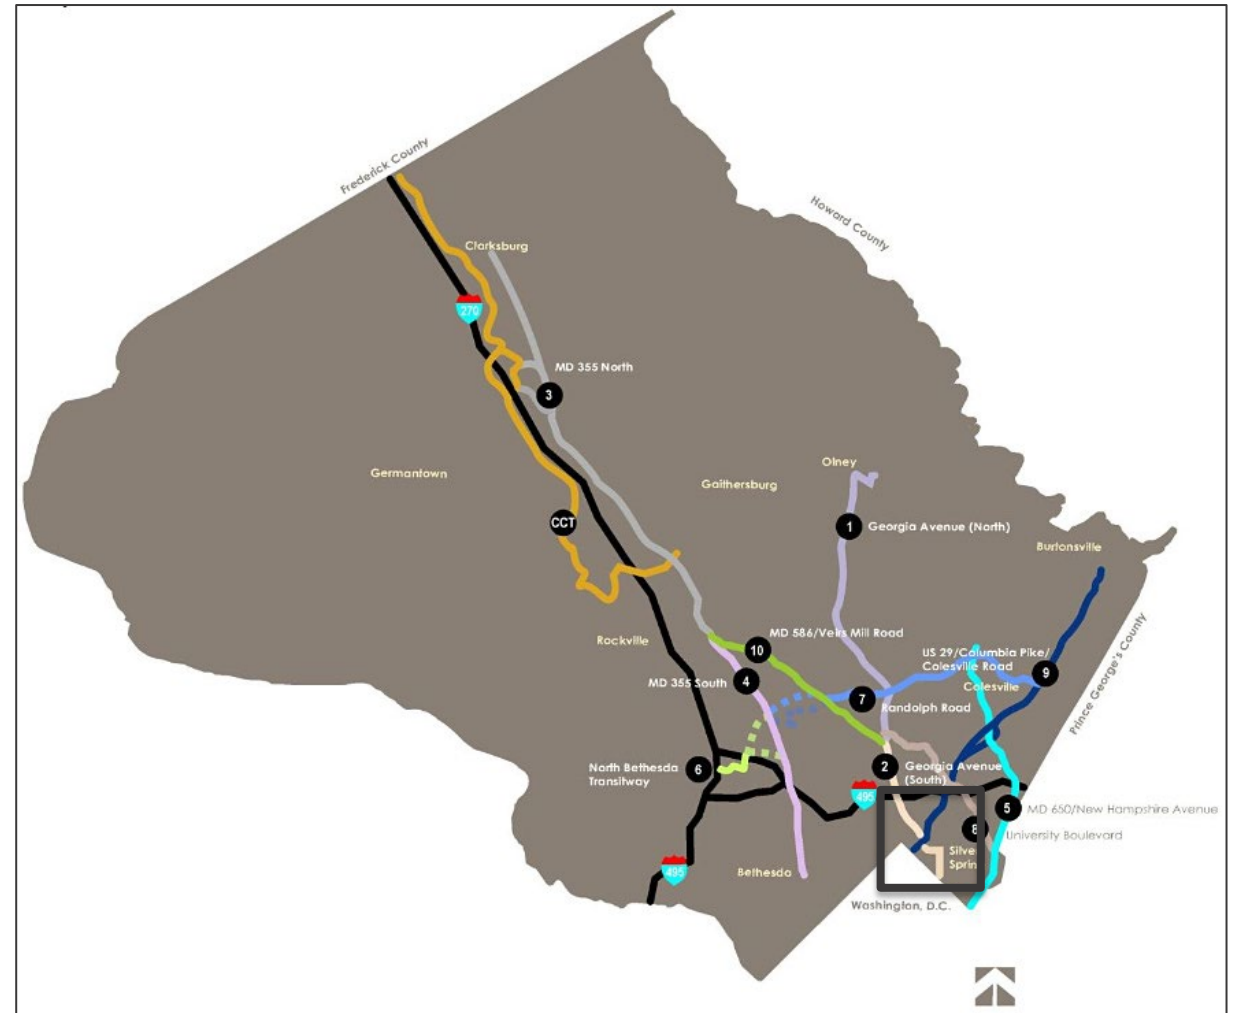 Frederick County
Howard County
Clarksburg
270
MD 355 North
3
Germantown
Gaithersburg
Olney
CCT
1 Georgia Avenue (North)
Burtonsville
Rockville
MD 586/Veirs Mill Road
10
US 29/Columbia Pike/
Colesville Road
9
MD 355 South 4
Colesville
7
Randolph Road
Prince George's County
North Bethesda
Transitway
6
2 Georgia Avenue
(South)
495
5 MD 650/New Hampshire Avenue
8 University Boulevard
495
Bethesda
Silve
Sprin
Washington, D.C.